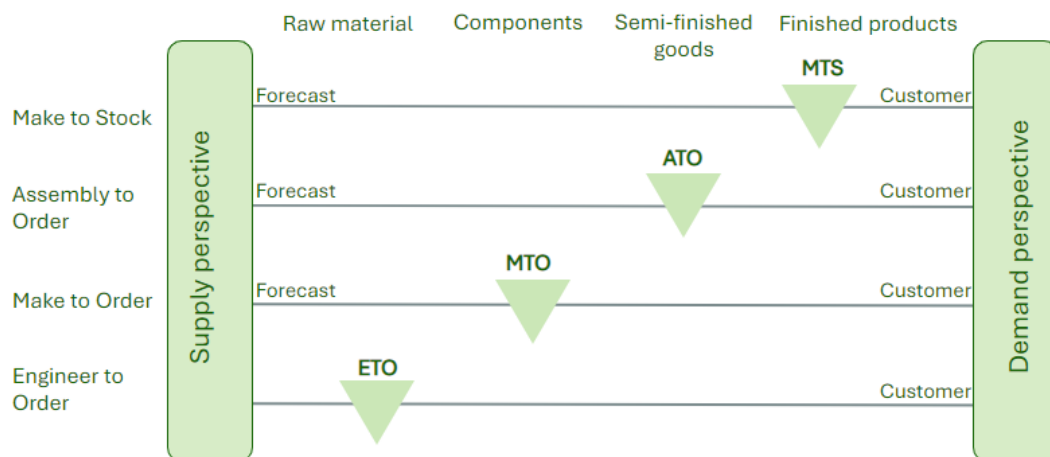 Raw material
Components
Semi-finished
goods
Finished products
Supply perspective
Demand perspective
Make to Stock
Forecast
MTS
Customer
Assembly to
Order
Forecast
ATO
Customer
Make to Order
Forecast
MTO
Customer
Engineer to
Order
ETO
Customer